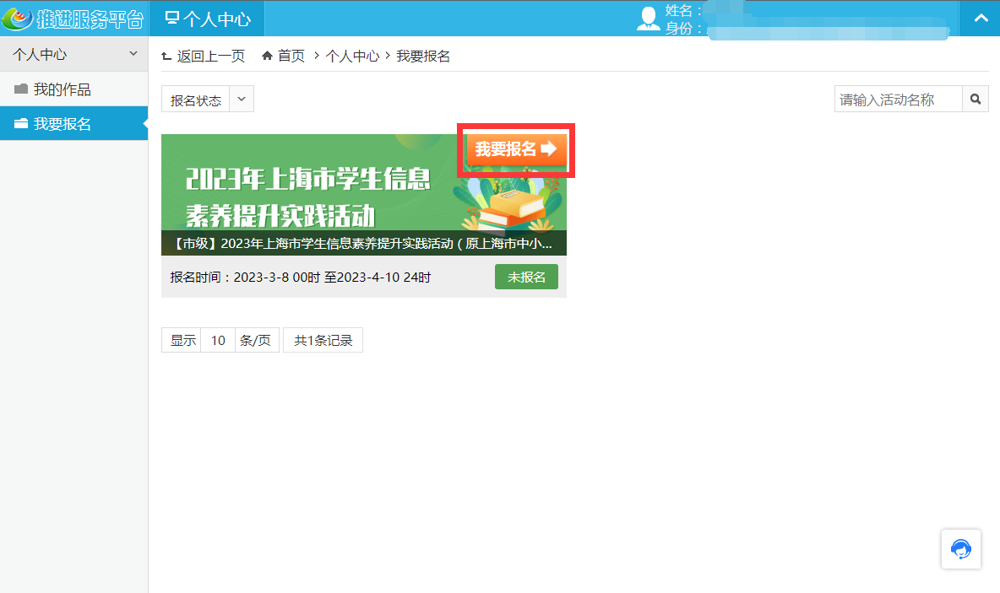 推进服务平台
个人中心
姓名：
身份：
个人中心
返回上一页 首页 个人中心 我要报名
我的作品
我要报名
报名状态
请输入活动名称
我要报名
2023年上海市学生信息
素养提升实践活动
【市级】2023年上海市学生信息素养提升实践活动（原上海市中小...
报名时间：2023-3-8 00时 至2023-4-10 24时
未报名
显示 10 条/页 共1条记录